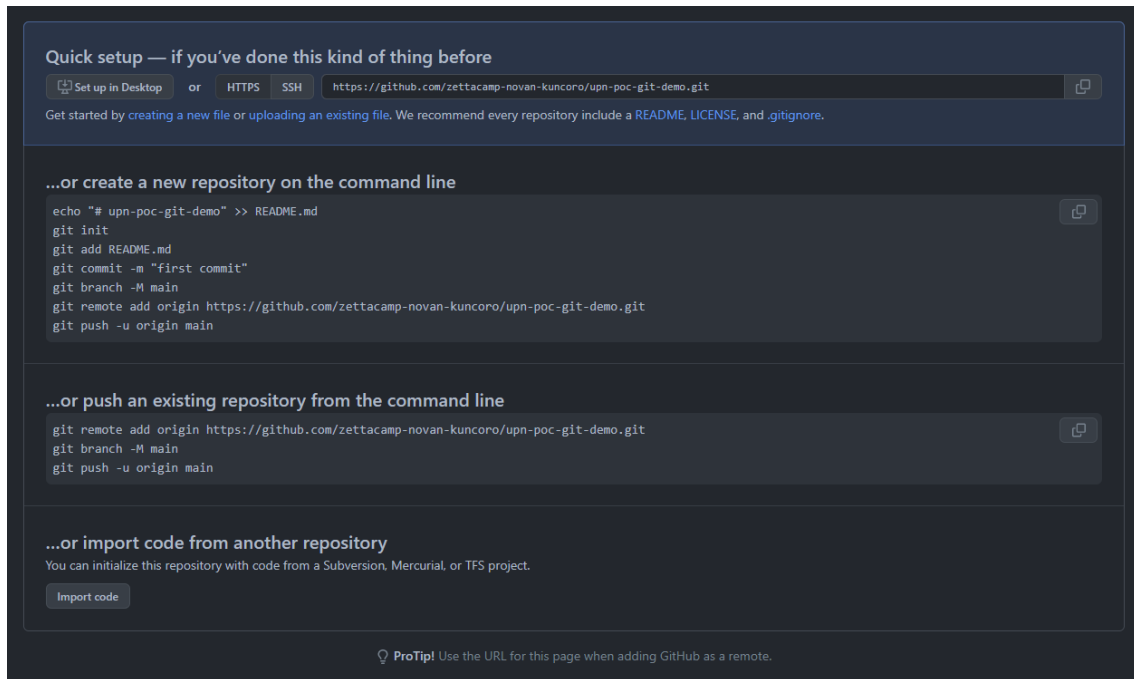 Quick setup — if you’ve done this kind of thing before
Set up in Desktop or HTTPS SSH https://github.com/zettacamp-novan-kuncoro/upn-poc-git-demo.git
Get started by creating a new file or uploading an existing file. We recommend every repository include a README, LICENSE, and .gitignore.
…or create a new repository on the command line
echo "# upn-poc-git-demo" >> README.md
git init
git add README.md
git commit -m "first commit"
git branch -M main
git remote add origin https://github.com/zettacamp-novan-kuncoro/upn-poc-git-demo.git
git push -u origin main
…or push an existing repository from the command line
git remote add origin https://github.com/zettacamp-novan-kuncoro/upn-poc-git-demo.git
git branch -M main
git push -u origin main
…or import code from another repository
You can initialize this repository with code from a Subversion, Mercurial, or TFS project.
Import code
ProTip! Use the URL for this page when adding GitHub as a remote.